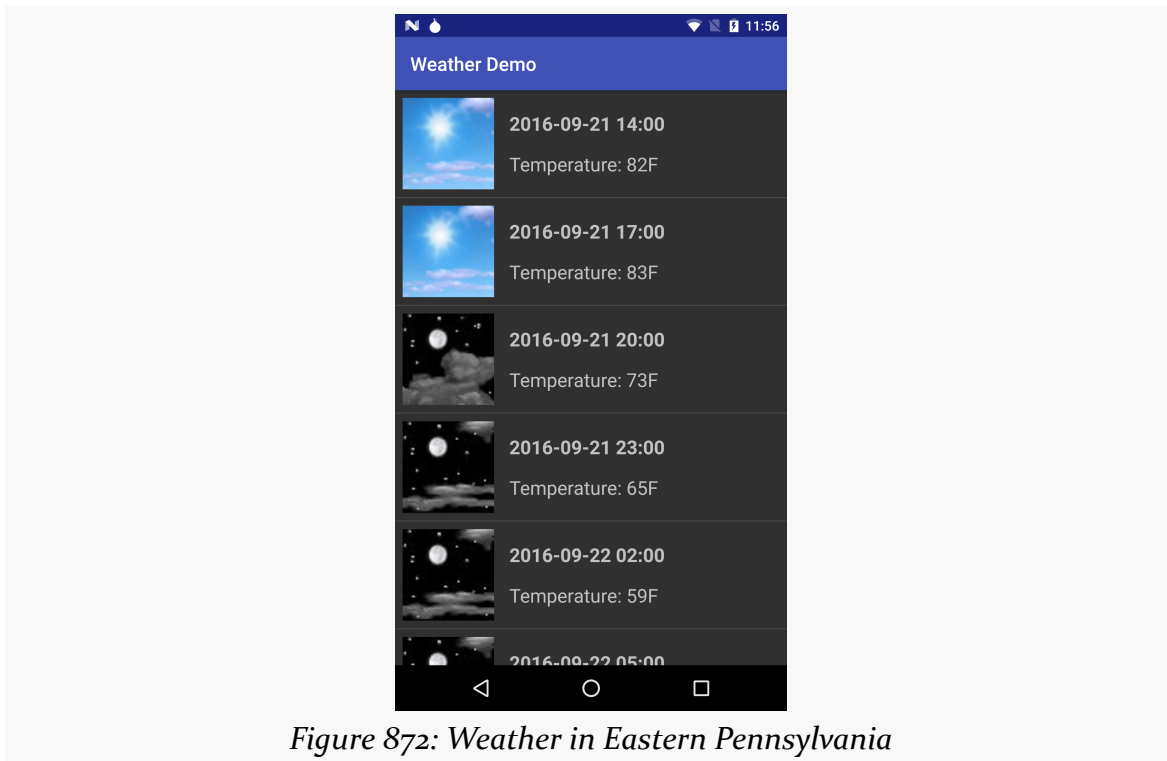 11:56
Weather Demo
2016-09-21 14:00
Temperature: 82F
2016-09-21 17:00
Temperature: 83F
2016-09-21 20:00
Temperature: 73F
2016-09-21 23:00
Temperature: 65F
2016-09-22 02:00
Temperature: 59F
2016-09-22 05:00
Figure 872: Weather in Eastern Pennsylvania